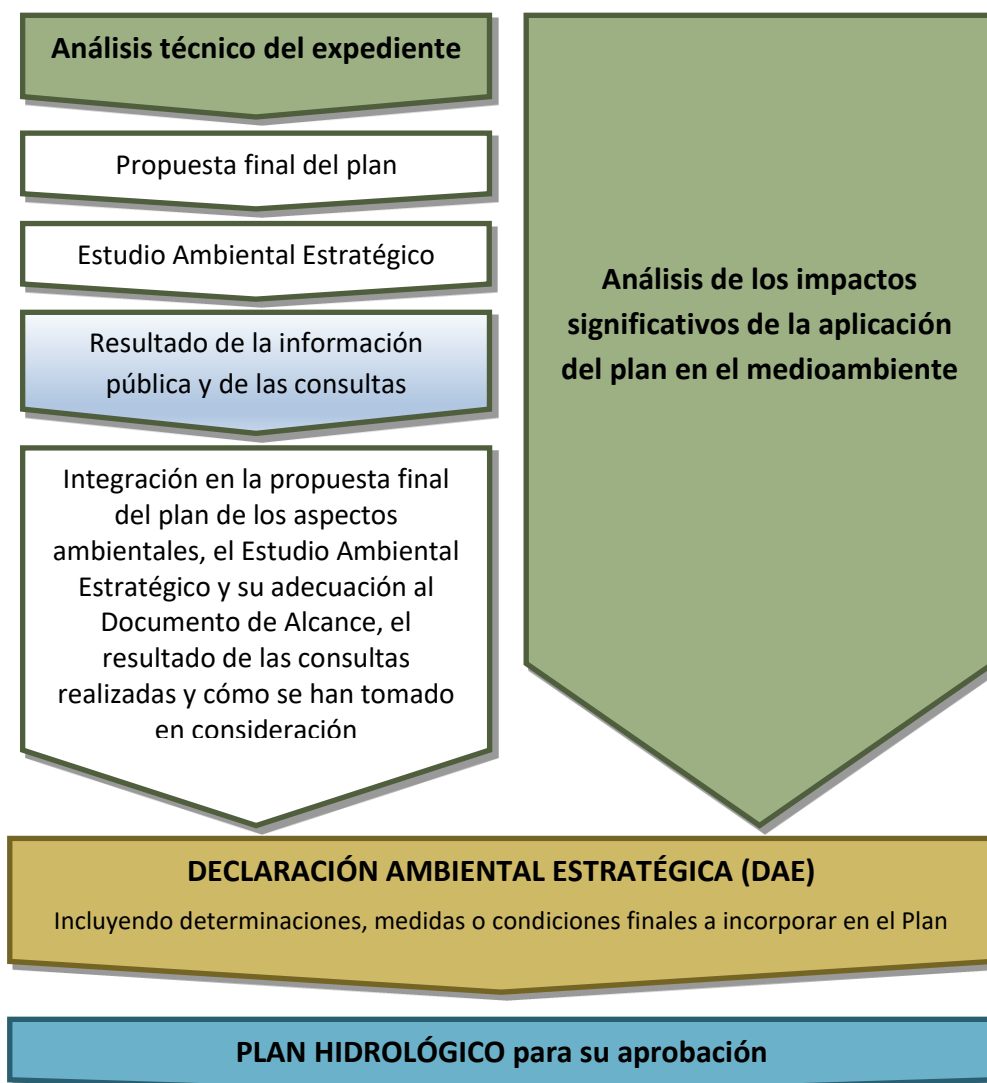 Análisis técnico del expediente
Propuesta final del plan
Estudio Ambiental Estratégico
Resultado de la información
pública y de las consultas
Integración en la propuesta final
del plan de los aspectos
ambientales, el Estudio Ambiental
Estratégico y su adecuación al
Documento de Alcance, el
resultado de las consultas
realizadas y cómo se han tomado
en consideración
Análisis de los impactos
significativos de la aplicación
del plan en el medioambiente
DECLARACIÓN AMBIENTAL ESTRATÉGICA (DAE)
Incluyendo determinaciones, medidas o condiciones finales a incorporar en el Plan
PLAN HIDROLÓGICO para su aprobación